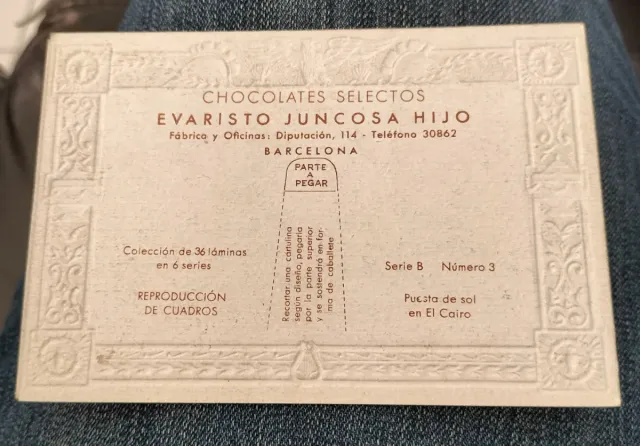 CHOCOLATES SELECTOS
EVARISTO JUNCOSA HIJO
Fábrica y Oficinas: Diputación, 114 - Teléfono 30862
BARCELONA
PARTE
A
PEGAR
Colección de 36 láminas
en 6 series
REPRODUCCIÓN
DE CUADROS
Recortar una cartulina
según diseño, pegarla
por la parte superior
y se sostendrá en for-
ma de caballete
Serie B Número 3
Puesta de sol
en El Cairo